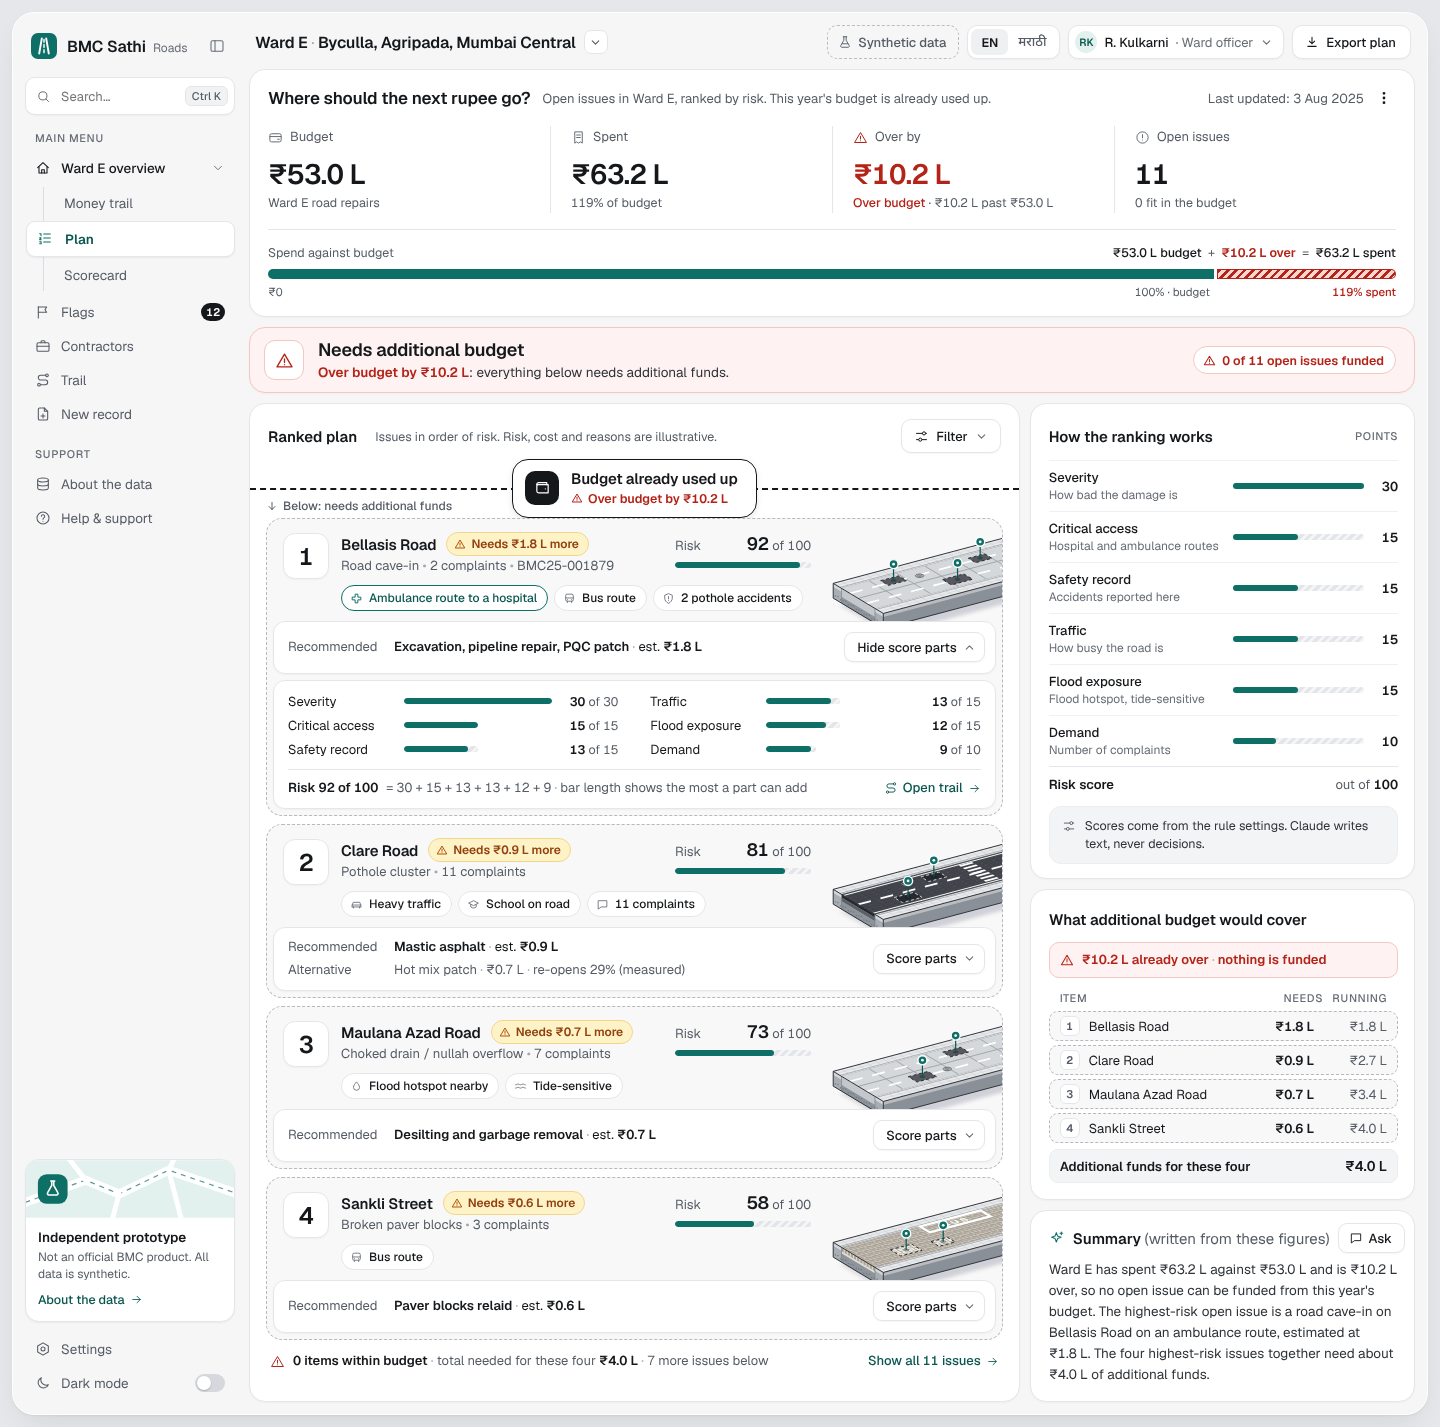 BMC Sathi Roads
Search...
Ctrl K
MAIN MENU
Ward E overview
Money trail
Plan
Scorecard
Flags
12
Contractors
Trail
New record
SUPPORT
About the data
Help & support
Independent prototype
Not an official BMC product. All
data is synthetic.
About the data →
Settings
Dark mode
Ward E · Byculla, Agripada, Mumbai Central
Synthetic data
EN
मराठी
RK
R. Kulkarni · Ward officer
Export plan
Where should the next rupee go?
Open issues in Ward E, ranked by risk. This year's budget is already used up.
Last updated: 3 Aug 2025
Budget
₹53.0 L
Ward E road repairs
Spent
₹63.2 L
119% of budget
Over by
₹10.2 L
Over budget · ₹10.2 L past ₹53.0 L
Open issues
11
0 fit in the budget
Spend against budget
₹53.0 L budget + ₹10.2 L over = ₹63.2 L spent
₹0
100% · budget
119% spent
Needs additional budget
Over budget by ₹10.2 L: everything below needs additional funds.
0 of 11 open issues funded
Ranked plan
Issues in order of risk. Risk, cost and reasons are illustrative.
Filter
Budget already used up
Over budget by ₹10.2 L
↓ Below: needs additional funds
1
Bellasis Road
Needs ₹1.8 L more
Road cave-in • 2 complaints • BMC25-001879
Ambulance route to a hospital
Bus route
2 pothole accidents
Risk
92 of 100
Recommended
Excavation, pipeline repair, PQC patch · est. ₹1.8 L
Hide score parts
Severity
30 of 30
Traffic
13 of 15
Critical access
15 of 15
Flood exposure
12 of 15
Safety record
13 of 15
Demand
9 of 10
Risk 92 of 100 = 30 + 15 + 13 + 13 + 12 + 9 · bar length shows the most a part can add
Open trail →
2
Clare Road
Needs ₹0.9 L more
Pothole cluster • 11 complaints
Heavy traffic
School on road
11 complaints
Risk
81 of 100
Recommended
Mastic asphalt · est. ₹0.9 L
Alternative
Hot mix patch · ₹0.7 L · re-opens 29% (measured)
Score parts
3
Maulana Azad Road
Needs ₹0.7 L more
Choked drain / nullah overflow • 7 complaints
Flood hotspot nearby
Tide-sensitive
Risk
73 of 100
Recommended
Desilting and garbage removal · est. ₹0.7 L
Score parts
4
Sankli Street
Needs ₹0.6 L more
Broken paver blocks • 3 complaints
Bus route
Risk
58 of 100
Recommended
Paver blocks relaid · est. ₹0.6 L
Score parts
0 items within budget · total needed for these four ₹4.0 L · 7 more issues below
Show all 11 issues →
How the ranking works
POINTS
Severity
How bad the damage is
30
Critical access
Hospital and ambulance routes
15
Safety record
Accidents reported here
15
Traffic
How busy the road is
15
Flood exposure
Flood hotspot, tide-sensitive
15
Demand
Number of complaints
10
Risk score
out of 100
Scores come from the rule settings. Claude writes
text, never decisions.
What additional budget would cover
₹10.2 L already over · nothing is funded
ITEM
NEEDS
RUNNING
1 Bellasis Road ₹1.8 L ₹1.8 L
2 Clare Road ₹0.9 L ₹2.7 L
3 Maulana Azad Road ₹0.7 L ₹3.4 L
4 Sankli Street ₹0.6 L ₹4.0 L
Additional funds for these four ₹4.0 L
Summary (written from these figures)
Ask
Ward E has spent ₹63.2 L against ₹53.0 L and is ₹10.2 L
over, so no open issue can be funded from this year's
budget. The highest-risk open issue is a road cave-in on
Bellasis Road on an ambulance route, estimated at
₹1.8 L. The four highest-risk issues together need about
₹4.0 L of additional funds.